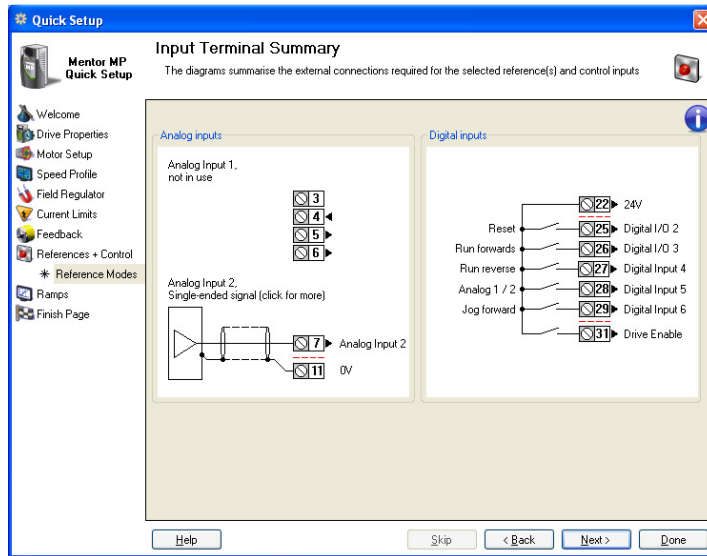 Quick Setup
Mentor MP
Quick Setup
Input Terminal Summary
The diagrams summarise the external connections required for the selected reference(s) and control inputs
Welcome
Drive Properties
Motor Setup
Speed Profile
Field Regulator
Current Limits
Feedback
References + Control
Reference Modes
Ramps
Finish Page
Analog inputs
Analog Input 1,
not in use
3
4
5
6
Analog Input 2,
Single-ended signal (click for more)
7 Analog Input 2
11 0V
Digital inputs
22 24V
Reset 25 Digital I/O 2
Run forwards 26 Digital I/O 3
Run reverse 27 Digital Input 4
Analog 1 / 2 28 Digital Input 5
Jog forward 29 Digital Input 6
31 Drive Enable
Help
Skip
< Back
Next >
Done